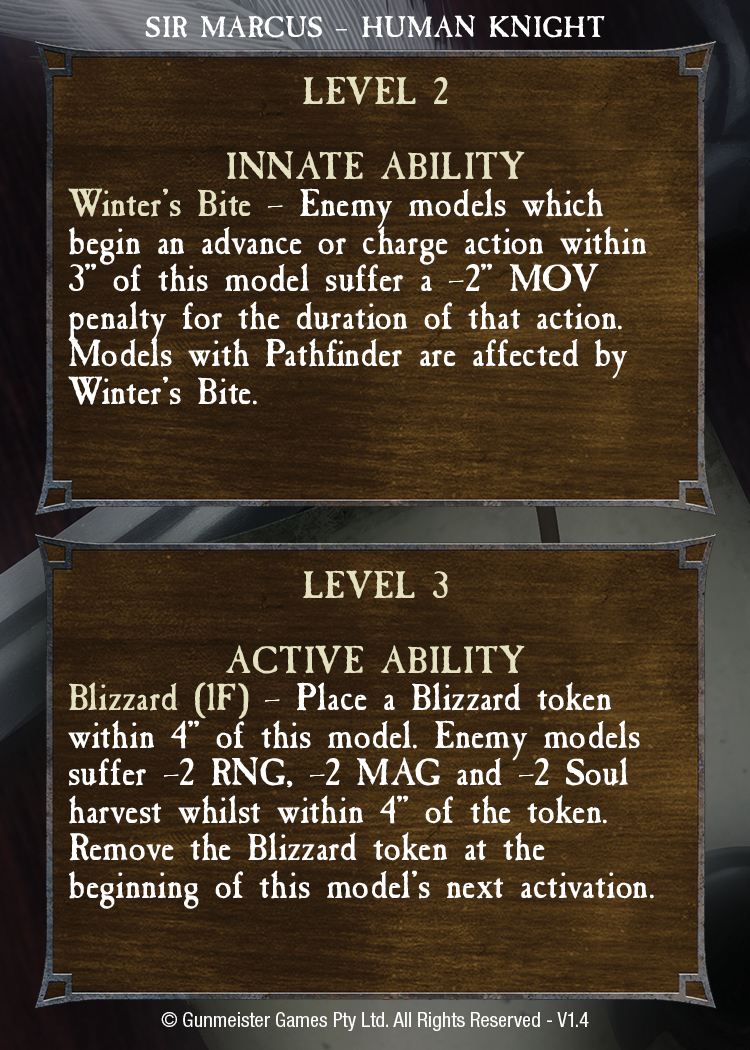 SIR MARCUS – HUMAN KNIGHT
LEVEL 2
INNATE ABILITY
Winter's Bite – Enemy models which
begin an advance or charge action within
3" of this model suffer a –2" MOV
penalty for the duration of that action.
Models with Pathfinder are affected by
Winter's Bite.
LEVEL 3
ACTIVE ABILITY
Blizzard (1F) – Place a Blizzard token
within 4" of this model. Enemy models
suffer –2 RNG, –2 MAG and –2 Soul
harvest whilst within 4" of the token.
Remove the Blizzard token at the
beginning of this model's next activation.
© Gunmeister Games Pty Ltd. All Rights Reserved - V1.4